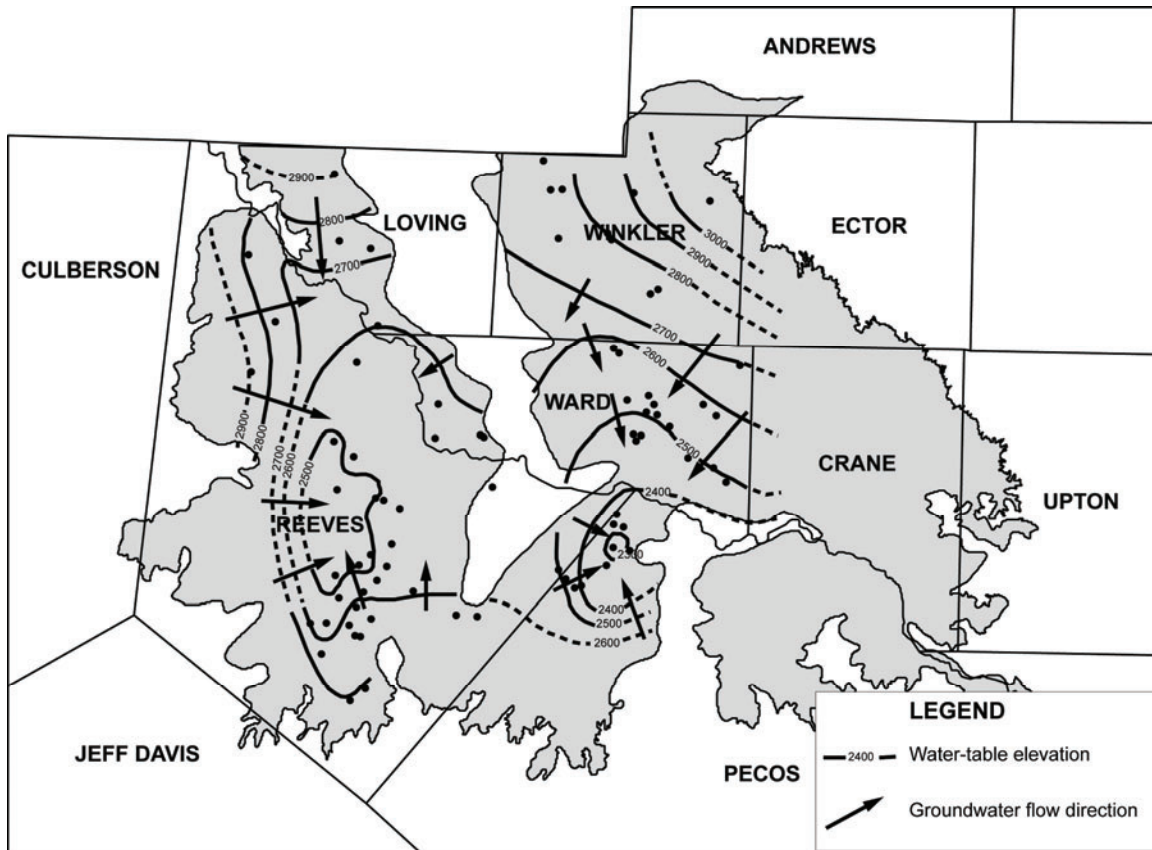 ANDREWS
2900
2800
LOVING
WINKLER
3000
ECTOR
2900
CULBERSON
2700
2800
2700
2600
WARD
2900
2800
2700
2600
2500
2500
CRANE
2400
UPTON
REEVES
2300
2400
2500
2600
JEFF DAVIS
PECOS
LEGEND
2400 Water-table elevation
Groundwater flow direction